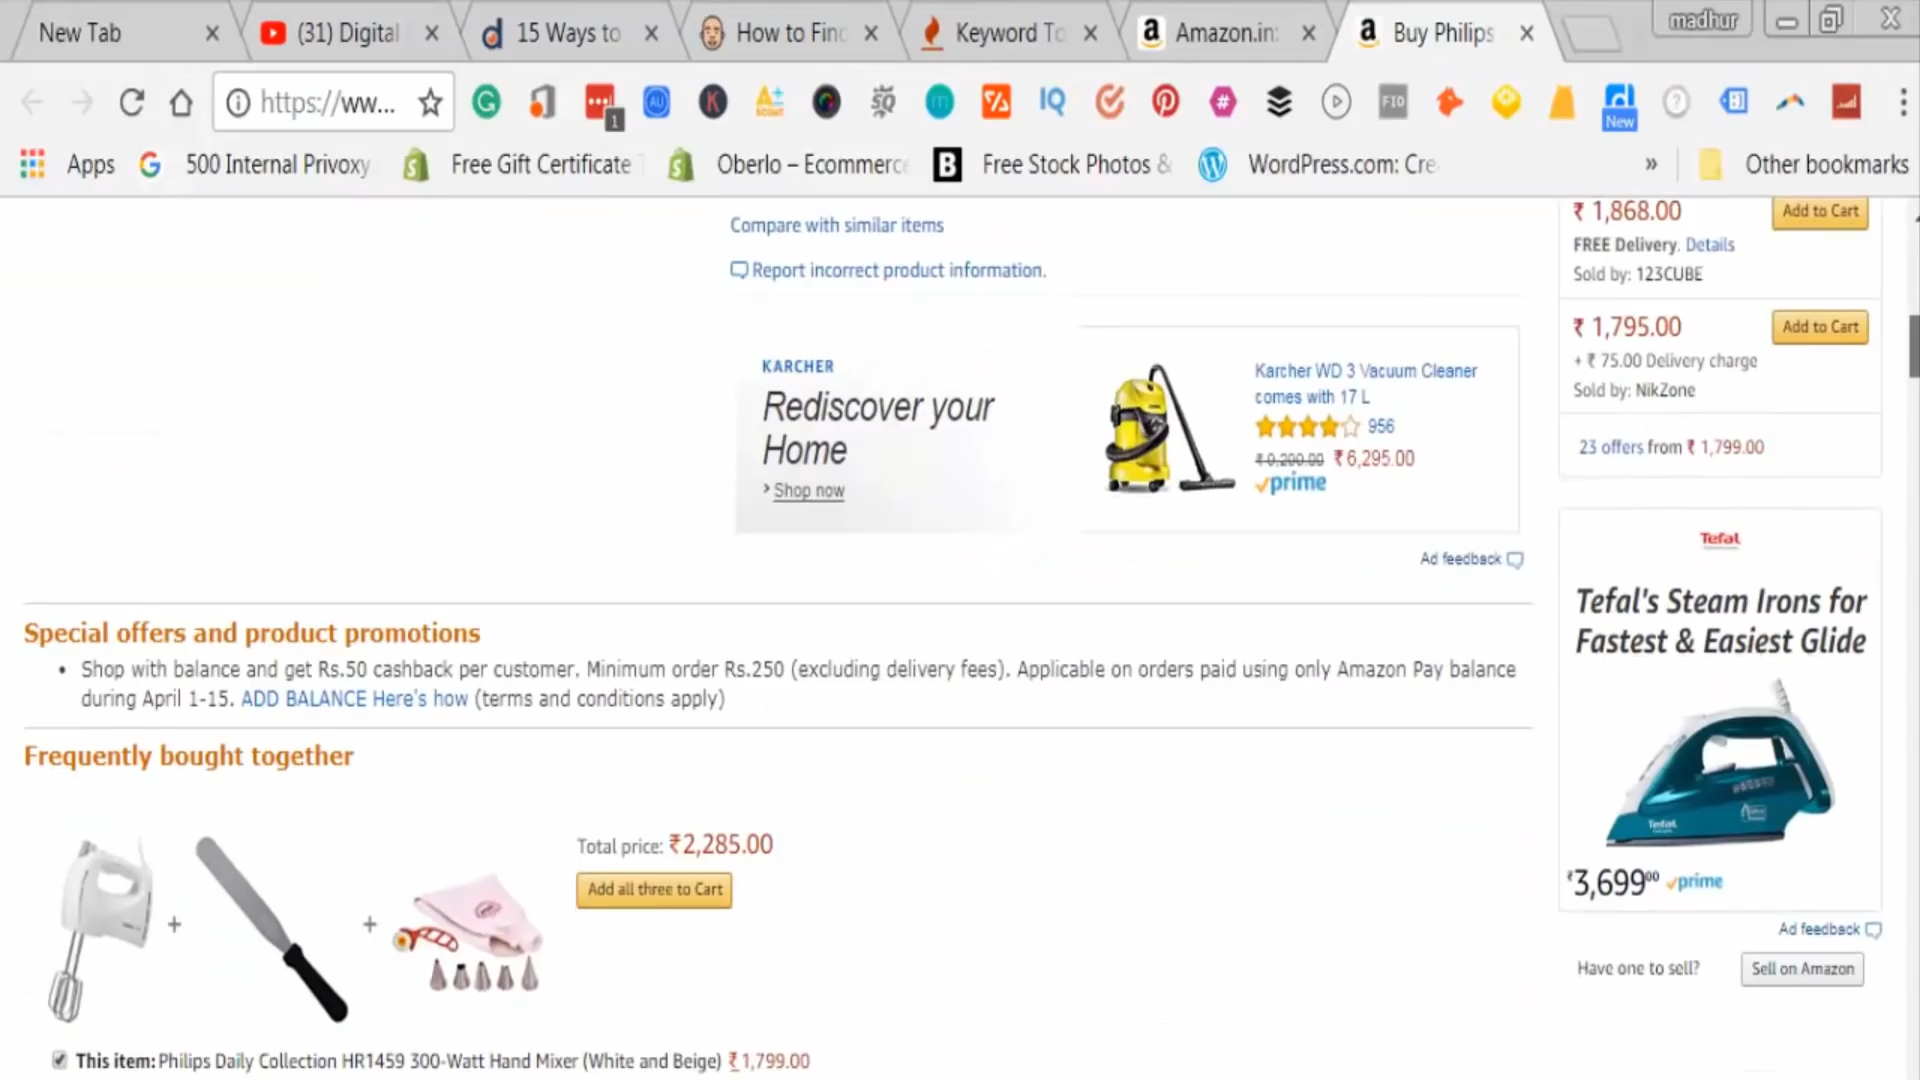 New Tab
(31) Digital
15 Ways to
How to Find
Keyword To
Amazon.in:
Buy Philips
madhur
https://ww...
1
New
Apps
500 Internal Privoxy
Free Gift Certificate
Oberlo – Ecommerce
Free Stock Photos &
WordPress.com: Cre
»
Other bookmarks
Compare with similar items
Report incorrect product information.
₹ 1,868.00
Add to Cart
FREE Delivery. Details
Sold by: 123CUBE
₹ 1,795.00
Add to Cart
+ ₹ 75.00 Delivery charge
Sold by: NikZone
23 offers from ₹ 1,799.00
KARCHER
Rediscover your
Home
› Shop now
Karcher WD 3 Vacuum Cleaner
comes with 17 L
956
₹ 6,295.00
prime
Ad feedback
Tefal
Tefal's Steam Irons for
Fastest & Easiest Glide
Tefal
₹3,699⁰⁰ prime
Ad feedback
Have one to sell?
Sell on Amazon
Special offers and product promotions
• Shop with balance and get Rs.50 cashback per customer. Minimum order Rs.250 (excluding delivery fees). Applicable on orders paid using only Amazon Pay balance
during April 1-15. ADD BALANCE Here's how (terms and conditions apply)
Frequently bought together
+
+
Total price: ₹2,285.00
Add all three to Cart
This item: Philips Daily Collection HR1459 300-Watt Hand Mixer (White and Beige) ₹1,799.00